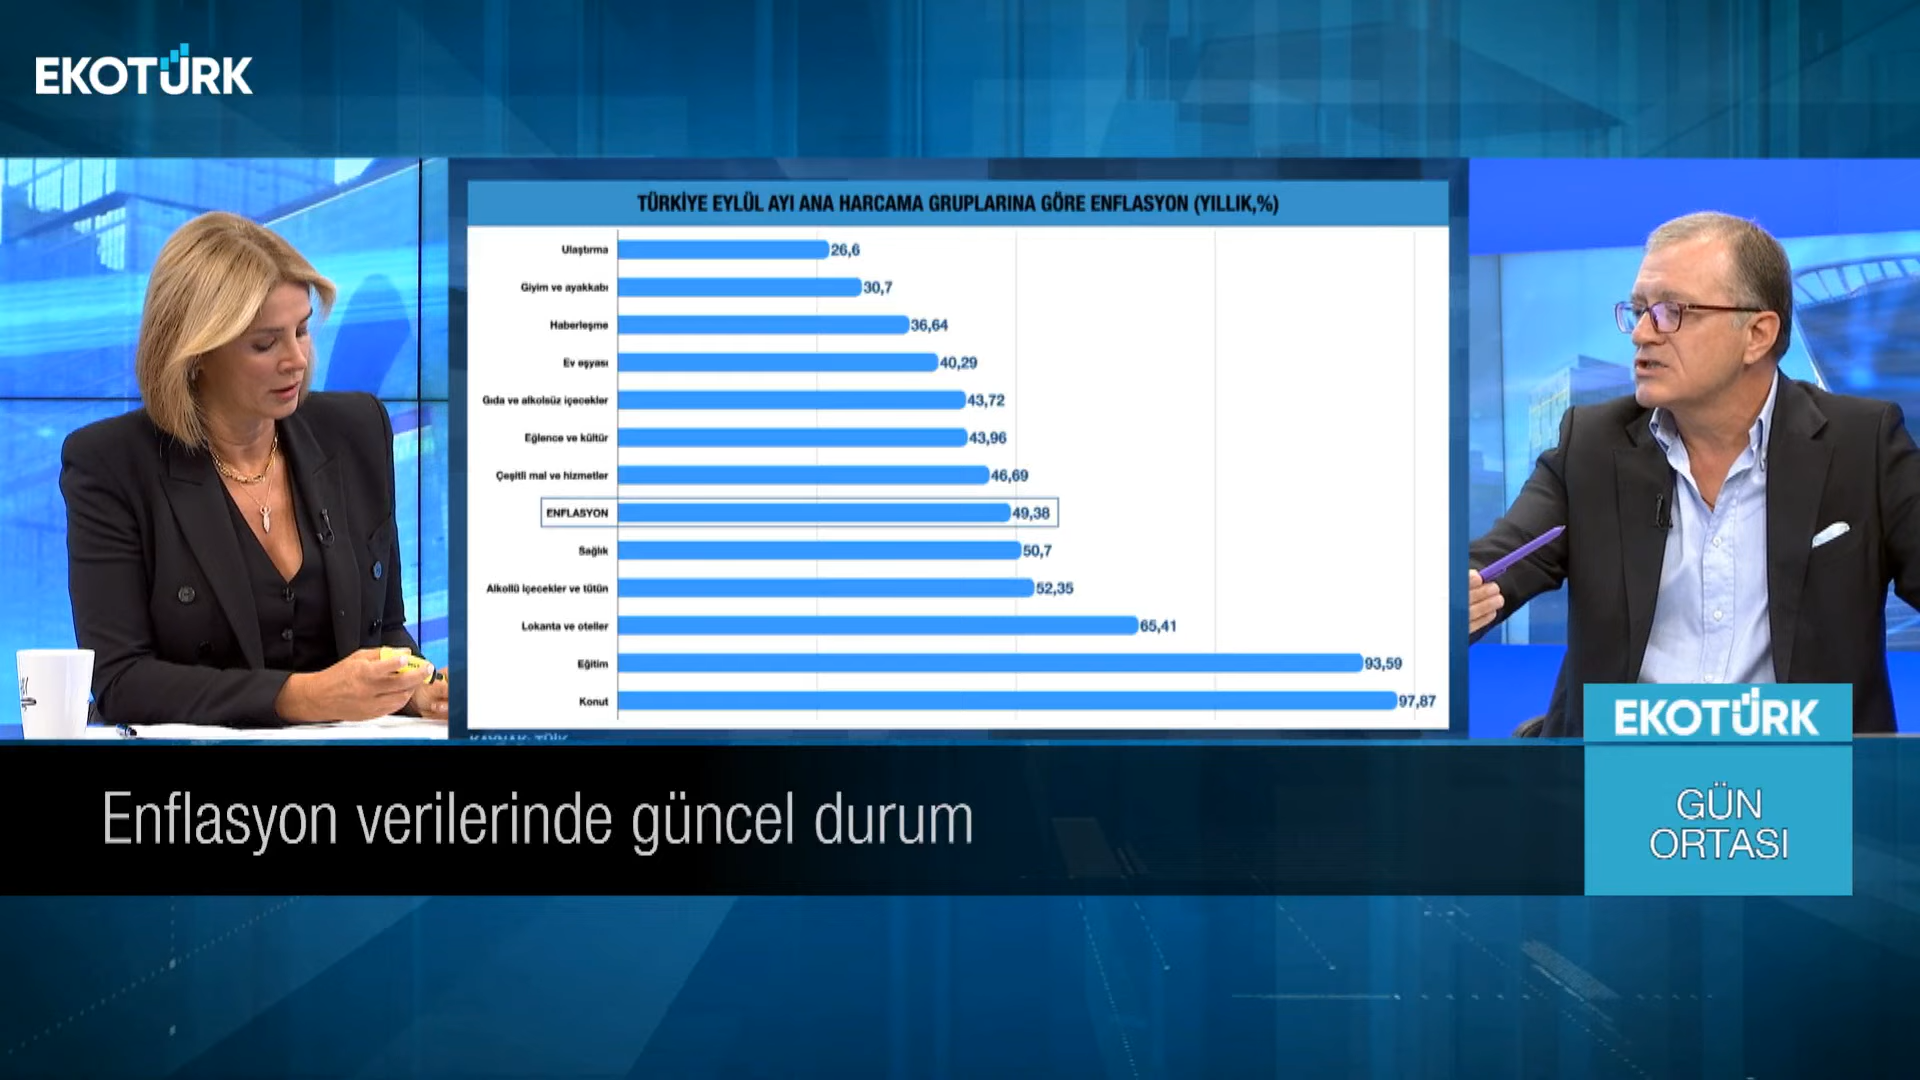 EKOTÜRK
TÜRKİYE EYLÜL AYI ANA HARCAMA GRUPLARINA GÖRE ENFLASYON (YILLIK,%)
Ulaştırma 26,6
Giyim ve ayakkabı 30,7
Haberleşme 36,64
Ev eşyası 40,29
Gıda ve alkolsüz içecekler 43,72
Eğlence ve kültür 43,96
Çeşitli mal ve hizmetler 46,69
ENFLASYON 49,38
Sağlık 50,7
Alkollü içecekler ve tütün 52,35
Lokanta ve oteller 65,41
Eğitim 93,59
Konut 97,87
KAYNAK: TÜİK
EKOTÜRK
Enflasyon verilerinde güncel durum
GÜN
ORTASI